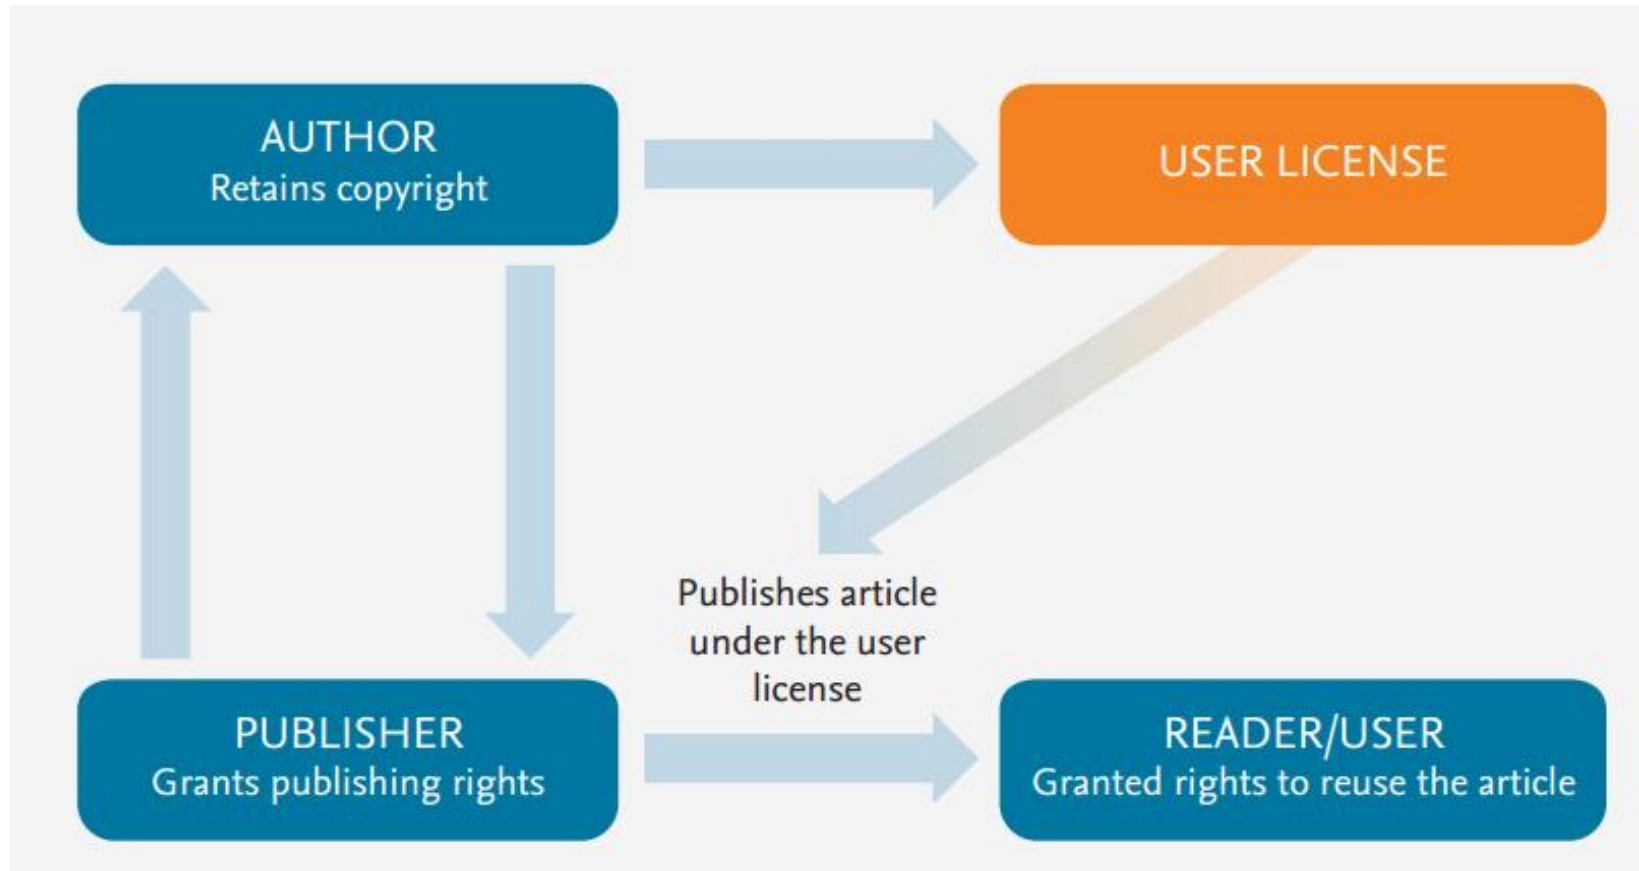 AUTHOR
Retains copyright
USER LICENSE
Publishes article
under the user
license
PUBLISHER
Grants publishing rights
READER/USER
Granted rights to reuse the article